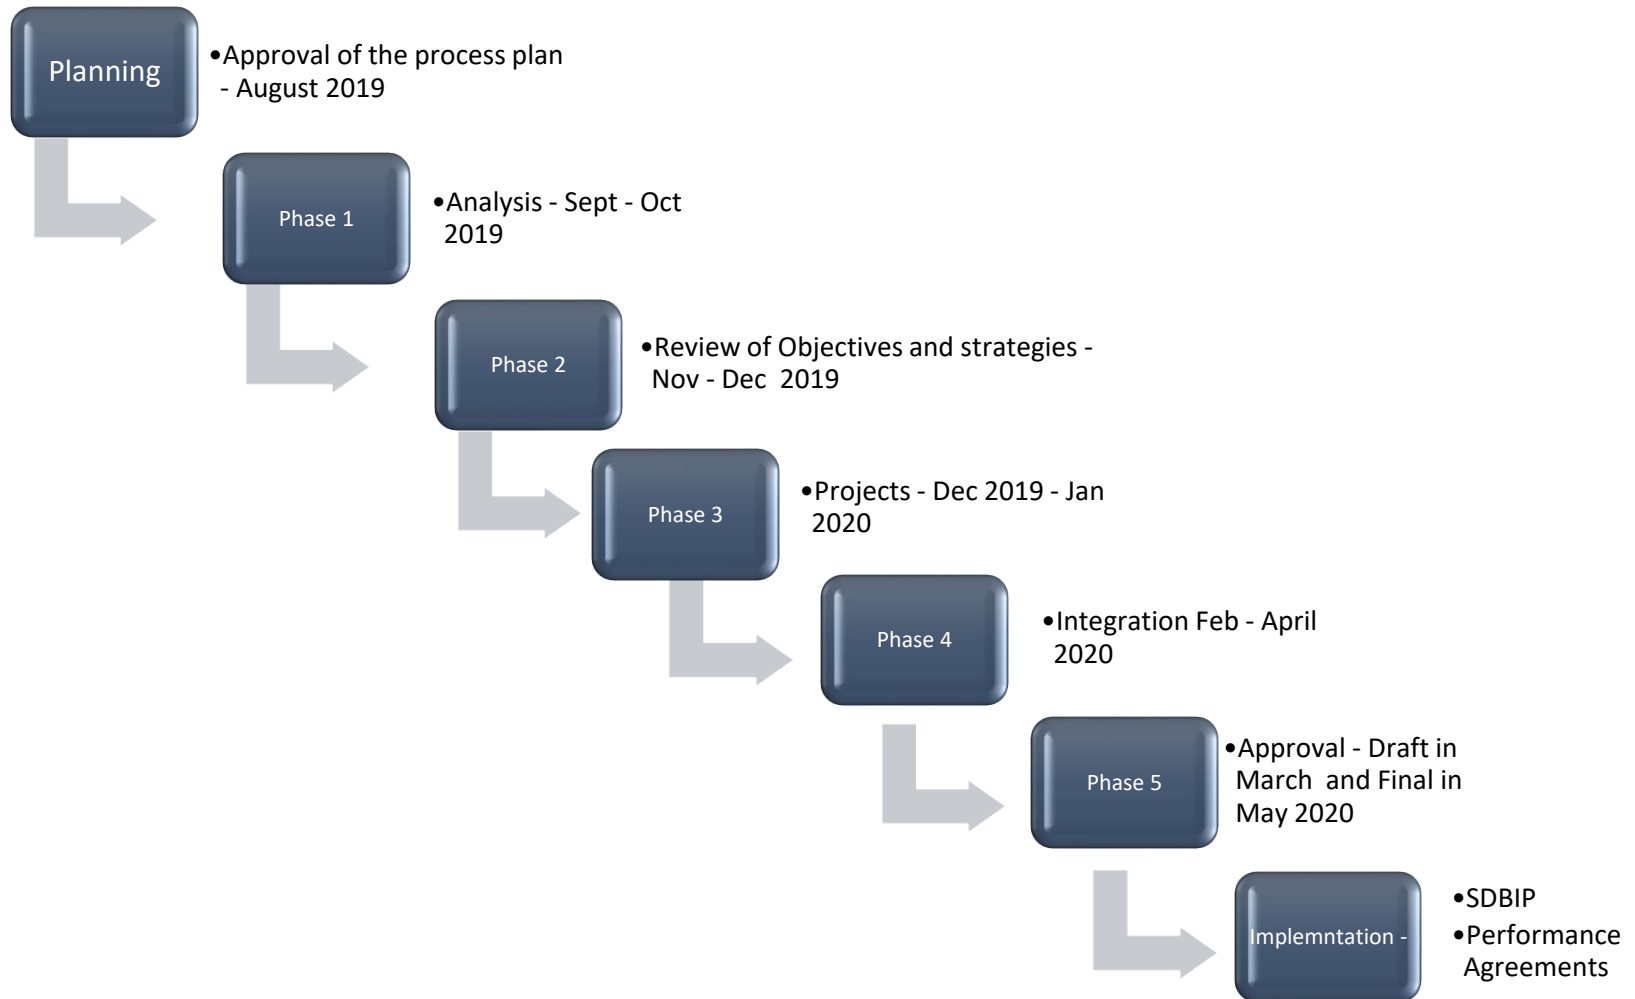 Planning
•Approval of the process plan
- August 2019
Phase 1
•Analysis - Sept - Oct
2019
Phase 2
•Review of Objectives and strategies -
Nov - Dec  2019
Phase 3
•Projects - Dec 2019 - Jan
2020
Phase 4
•Integration Feb - April
2020
Phase 5
•Approval - Draft in
March  and Final in
May 2020
Implemntation -
•SDBIP
•Performance
Agreements